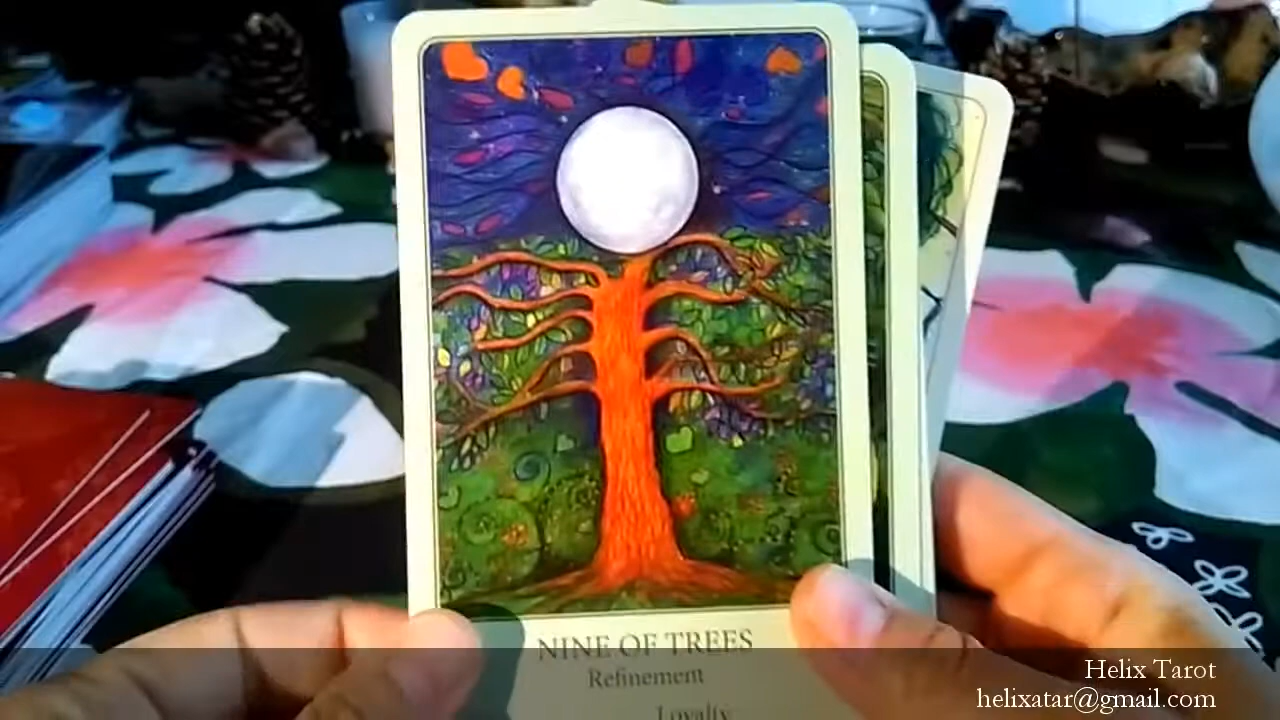 NINE OF TREES
Refinement
Loyalty
Helix Tarot
helixatar@gmail.com